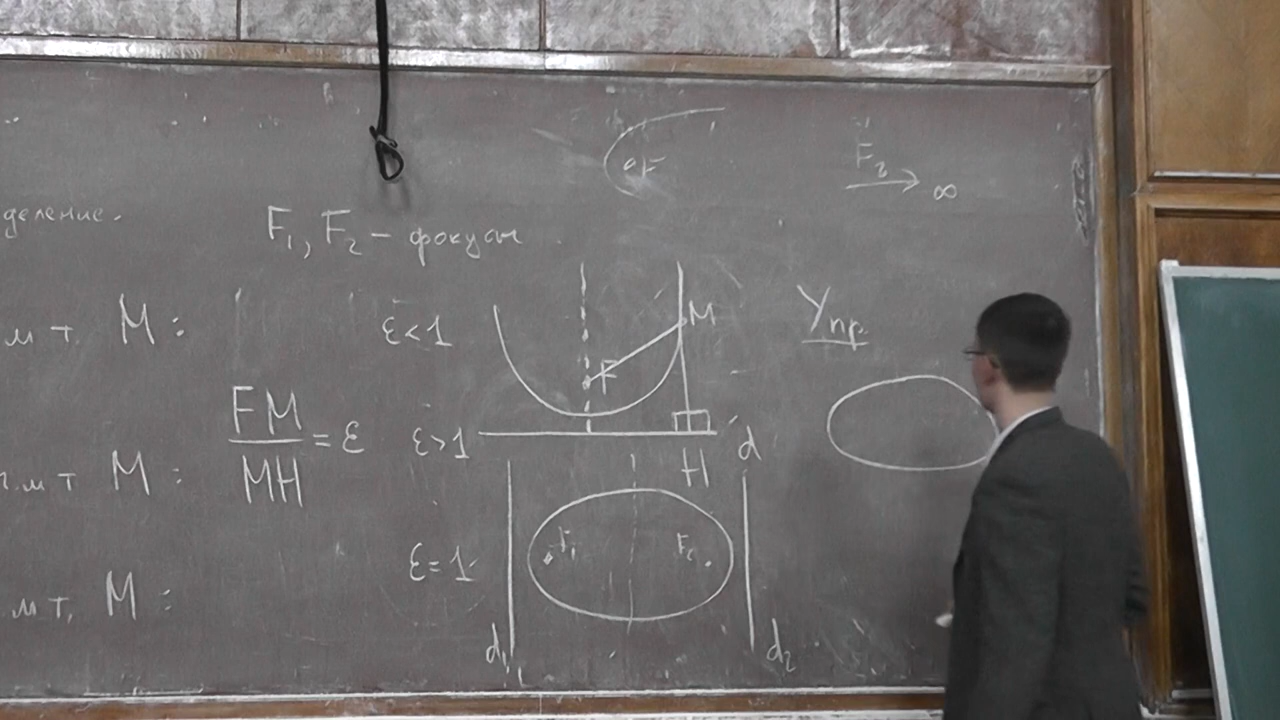 F
F₂ → ∞
деление.
F₁, F₂ – фокусы
м т. M :
ε < 1
M
F
Упр.
FM / MH = ε
ε > 1
d
м т M :
H
F₁ F₂
ε = 1
м т. M :
d₁
d₂